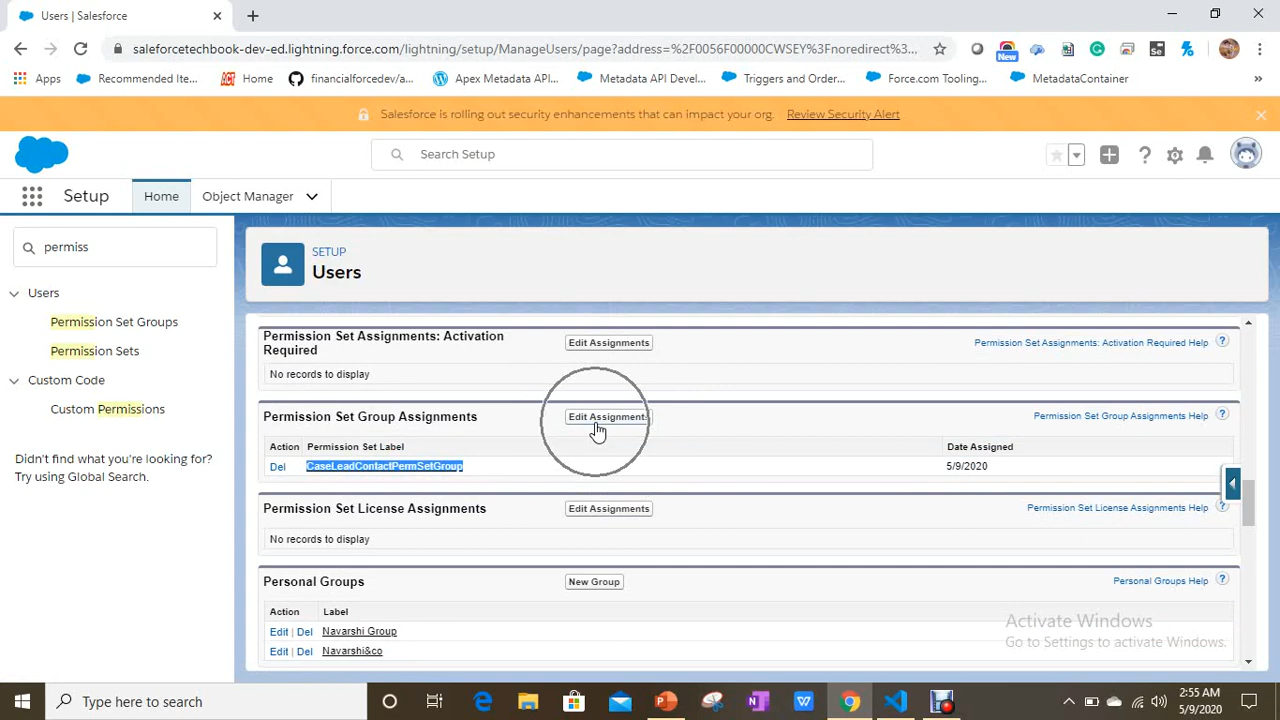 Users | Salesforce
saleforcetechbook-dev-ed.lightning.force.com/lightning/setup/ManageUsers/page?address=%2F0056F00000CWSEY%3Fnoredirect%3...
New
Se
Apps
Recommended Ite...
ACT
Home
financialforcedev/a...
Apex Metadata API...
Metadata API Devel...
Triggers and Order...
Force.com Tooling...
MetadataContainer
Salesforce is rolling out security enhancements that can impact your org. Review Security Alert
Search Setup
Setup
Home
Object Manager
permiss
Users
Permission Set Groups
Permission Sets
Custom Code
Custom Permissions
Didn't find what you're looking for?
Try using Global Search.
SETUP
Users
Permission Set Assignments: Activation
Required
Edit Assignments
Permission Set Assignments: Activation Required Help
No records to display
Permission Set Group Assignments
Edit Assignments
Permission Set Group Assignments Help
Action Permission Set Label Date Assigned
Del CaseLeadContactPermSetGroup 5/9/2020
Permission Set License Assignments
Edit Assignments
Permission Set License Assignments Help
No records to display
Personal Groups
New Group
Personal Groups Help
Action Label
Edit | Del Navarshi Group
Edit | Del Navarshi&co
Activate Windows
Go to Settings to activate Windows.
Type here to search
2:55 AM
5/9/2020